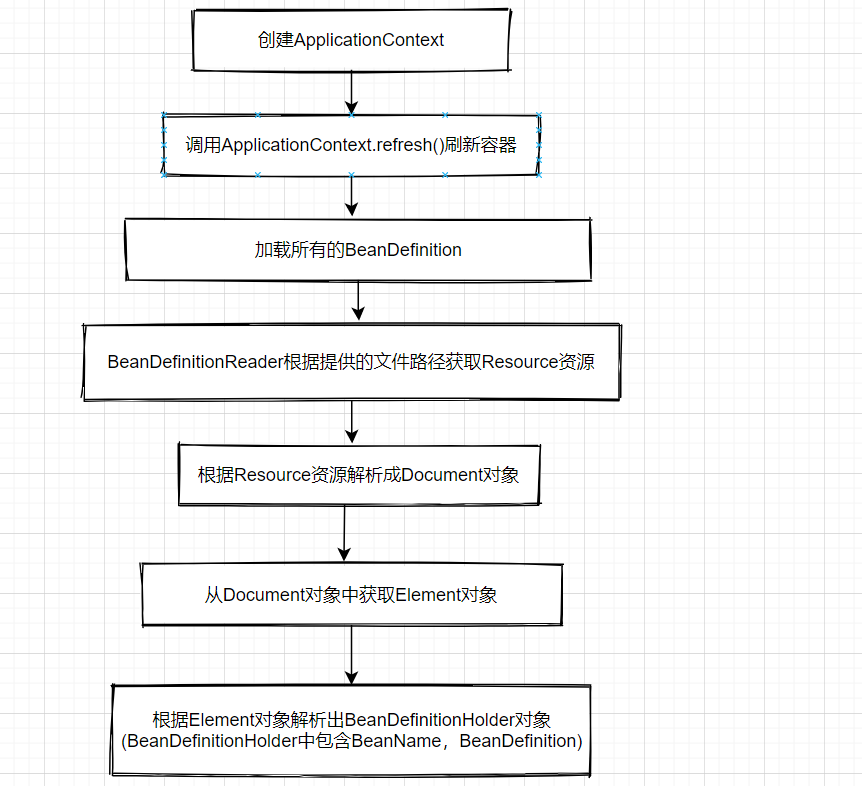 创建ApplicationContext
调用ApplicationContext.refresh()刷新容器
加载所有的BeanDefinition
BeanDefinitionReader根据提供的文件路径获取Resource资源
根据Resource资源解析成Document对象
从Document对象中获取Element对象
根据Element对象解析出BeanDefinitionHolder对象
(BeanDefinitionHolder中包含BeanName，BeanDefinition)